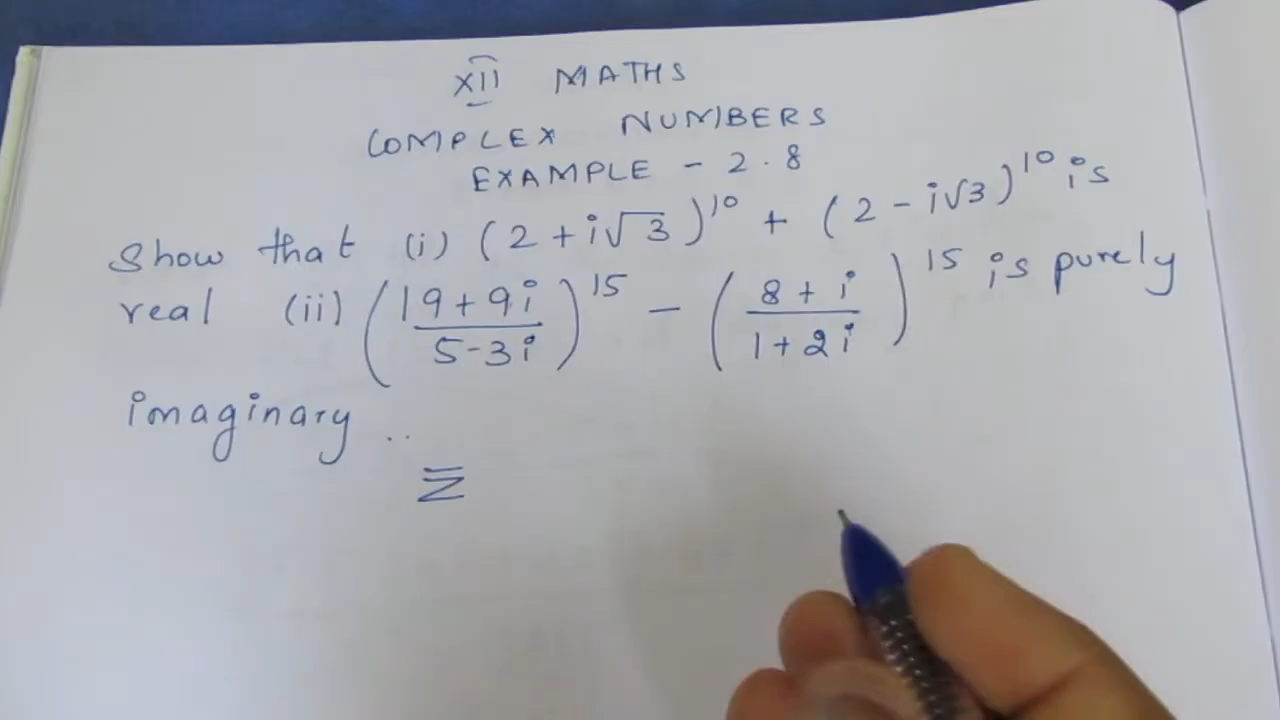 XII MATHS
COMPLEX NUMBERS
EXAMPLE - 2.8
Show that (i) (2 + i√3)^10 + (2 - i√3)^10 is
real (ii) ((19 + 9i)/(5 - 3i))^15 - ((8 + i)/(1 + 2i))^15 is purely
imaginary ..
z̄